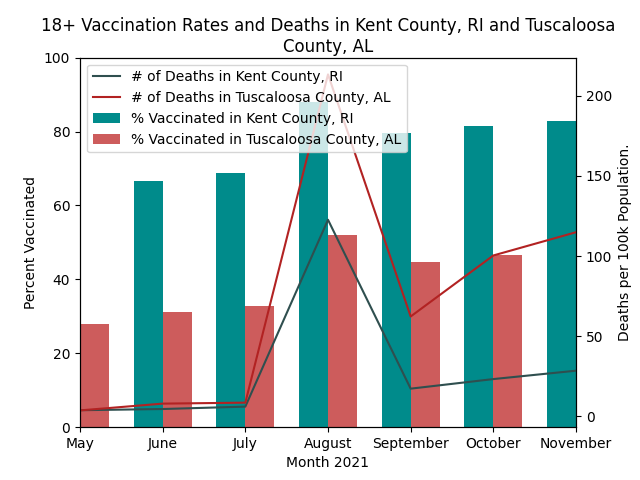 18+ Vaccination Rates and Deaths in Kent County, RI and Tuscaloosa
County, AL
# of Deaths in Kent County, RI
# of Deaths in Tuscaloosa County, AL
% Vaccinated in Kent County, RI
% Vaccinated in Tuscaloosa County, AL
Percent Vaccinated
100
80
60
40
20
0
200
150
100
50
0
Deaths per 100k Population.
May June July August September October November
Month 2021